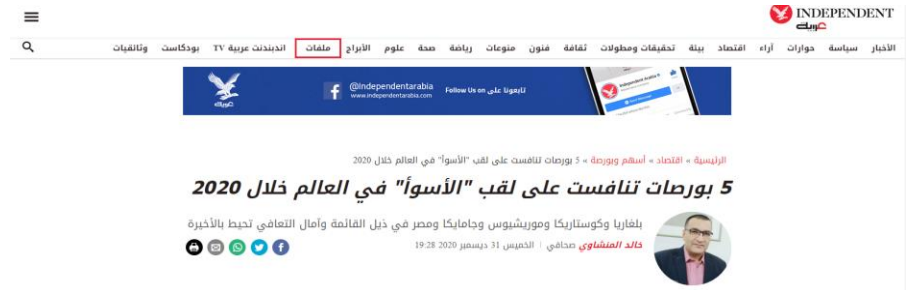 INDEPENDENT
عربية
الأخبار سياسة حوارات آراء اقتصاد بيئة تحقيقات ومطولات ثقافة فنون منوعات رياضة صحة علوم الأبراج ملفات اندبندنت عربية TV بودكاست وثائقيات
تابعونا على Follow Us on
@Independentarabia
www.independentarabia.com
عربية
الرئيسية » اقتصاد » أسهم وبورصة » 5 بورصات تنافست على لقب "الأسوأ" في العالم خلال 2020
5 بورصات تنافست على لقب "الأسوأ" في العالم خلال 2020
بلغاريا وكوستاريكا وموريشيوس وجامايكا ومصر في ذيل القائمة وآمال التعافي تحيط بالأخيرة
خالد المنشاوي صحافي | الخميس 31 ديسمبر 2020 19:28